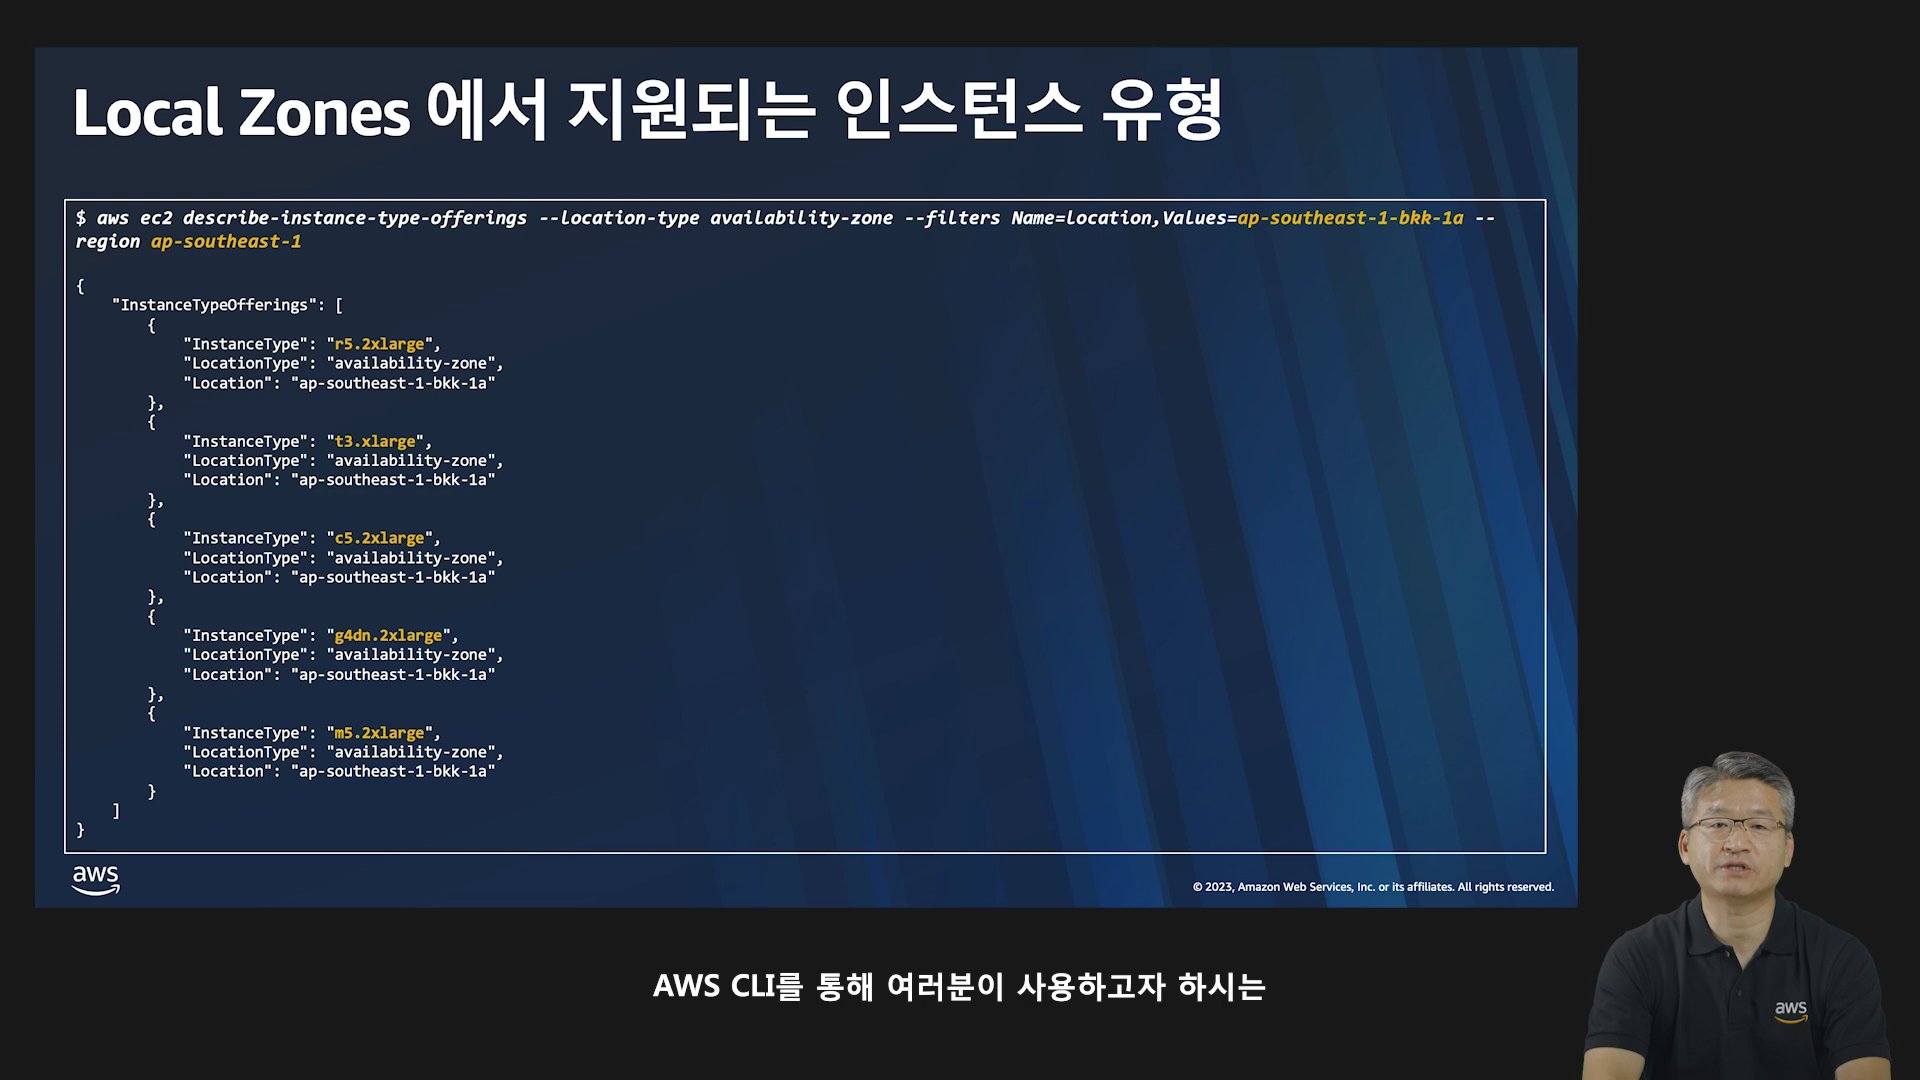 Local Zones 에서 지원되는 인스턴스 유형
$ aws ec2 describe-instance-type-offerings --location-type availability-zone --filters Name=location,Values=ap-southeast-1-bkk-1a --
region ap-southeast-1
{
"InstanceTypeOfferings": [
{
"InstanceType": "r5.2xlarge",
"LocationType": "availability-zone",
"Location": "ap-southeast-1-bkk-1a"
},
{
"InstanceType": "t3.xlarge",
"LocationType": "availability-zone",
"Location": "ap-southeast-1-bkk-1a"
},
{
"InstanceType": "c5.2xlarge",
"LocationType": "availability-zone",
"Location": "ap-southeast-1-bkk-1a"
},
{
"InstanceType": "g4dn.2xlarge",
"LocationType": "availability-zone",
"Location": "ap-southeast-1-bkk-1a"
},
{
"InstanceType": "m5.2xlarge",
"LocationType": "availability-zone",
"Location": "ap-southeast-1-bkk-1a"
}
]
}
aws
© 2023, Amazon Web Services, Inc. or its affiliates. All rights reserved.
AWS CLI를 통해 여러분이 사용하고자 하시는
aws